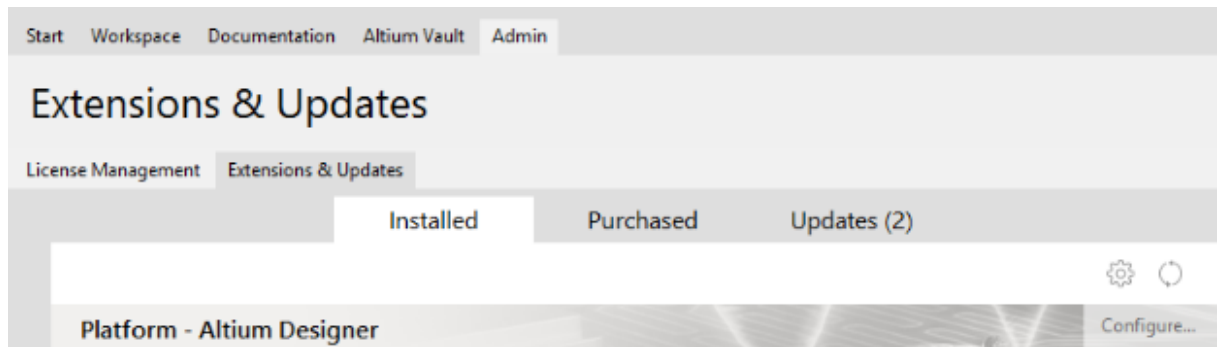 Start Workspace Documentation Altium Vault Admin
Extensions & Updates
License Management Extensions & Updates
Installed Purchased Updates (2)
Platform - Altium Designer Configure...